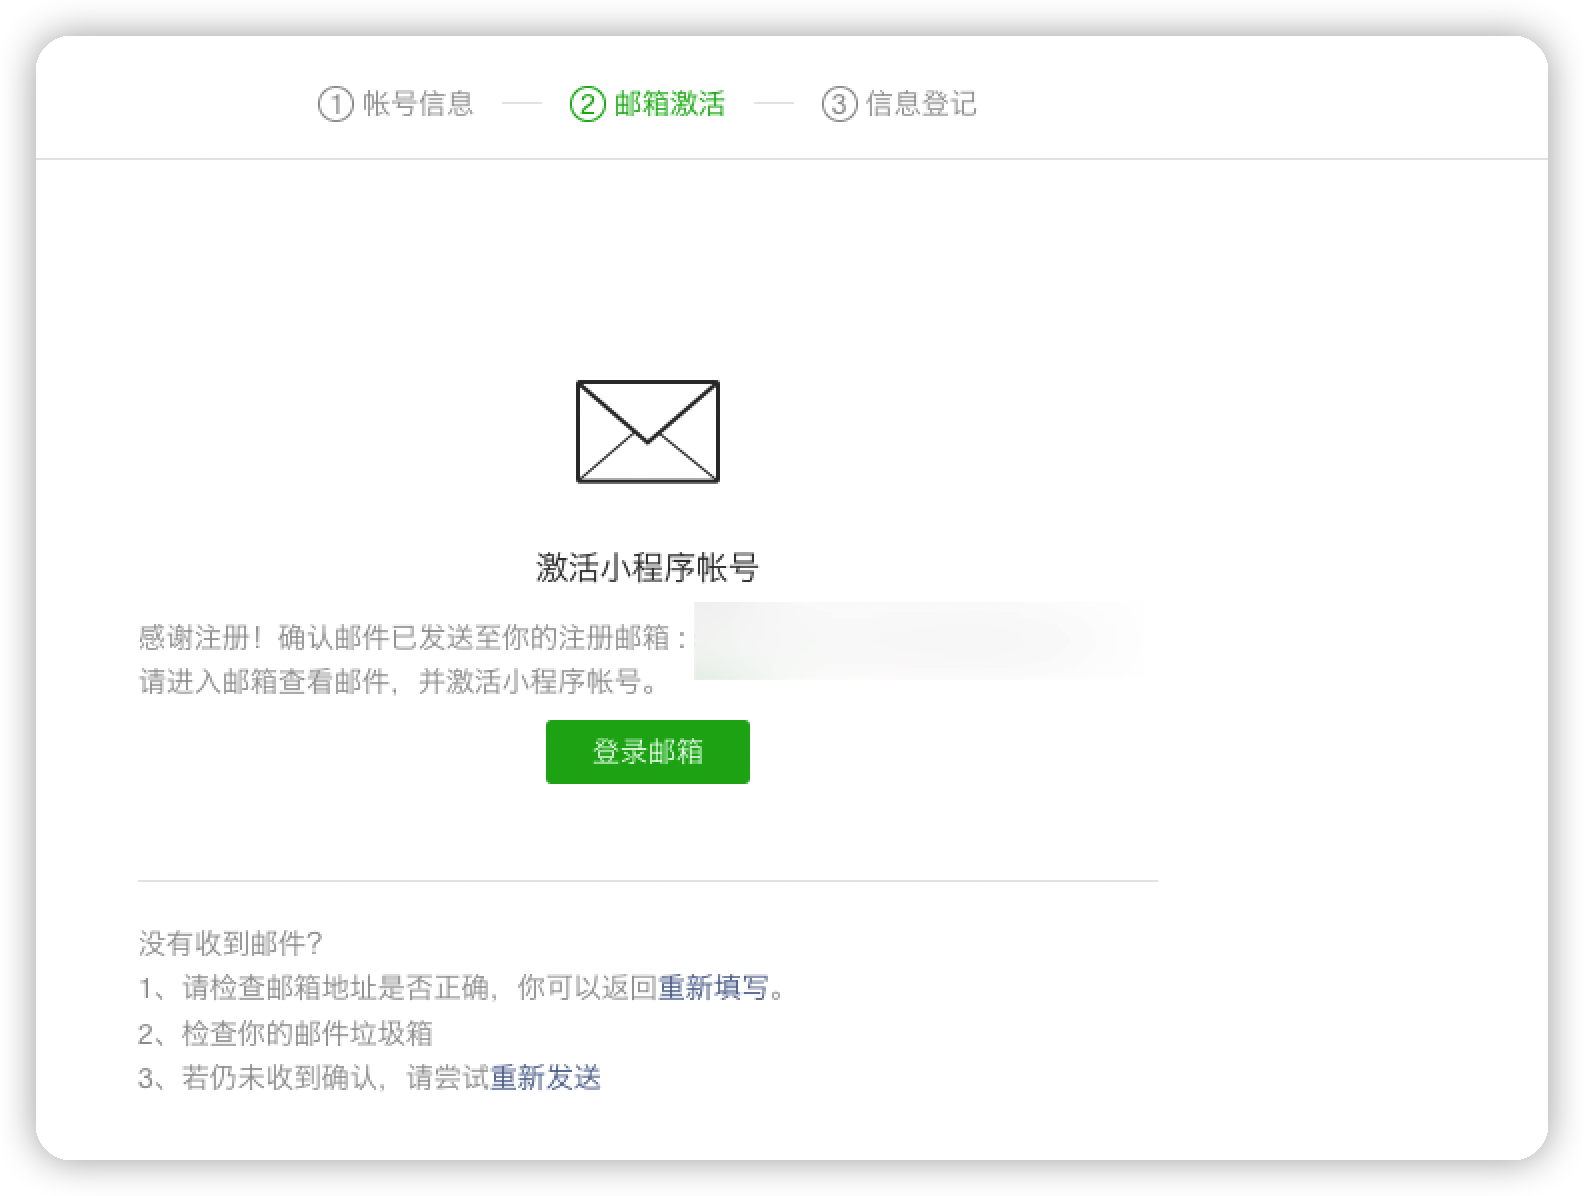 ① 帐号信息 — ② 邮箱激活 — ③ 信息登记
激活小程序帐号
感谢注册！确认邮件已发送至你的注册邮箱：
请进入邮箱查看邮件，并激活小程序帐号。
登录邮箱
没有收到邮件？
1、请检查邮箱地址是否正确，你可以返回重新填写。
2、检查你的邮件垃圾箱
3、若仍未收到确认，请尝试重新发送